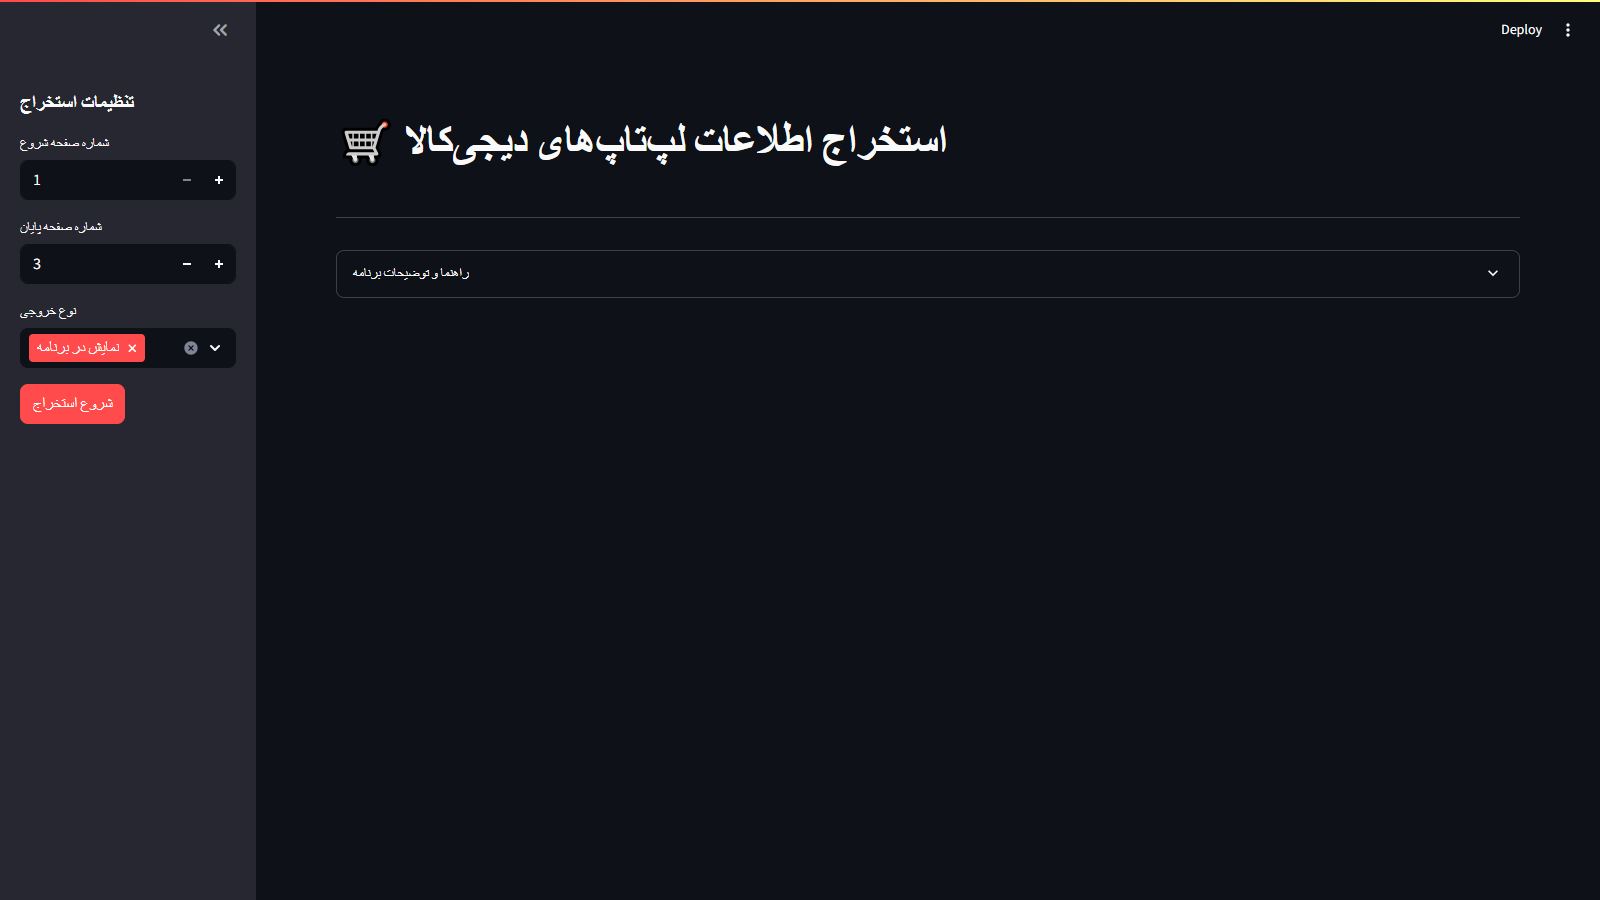 Deploy
تنظیمات استخراج
شماره صفحه شروع
1
شماره صفحه پایان
3
نوع خروجی
نمایش در برنامه
شروع استخراج
استخراج اطلاعات لپ‌تاپ‌های دیجی‌کالا
راهنما و توضیحات برنامه